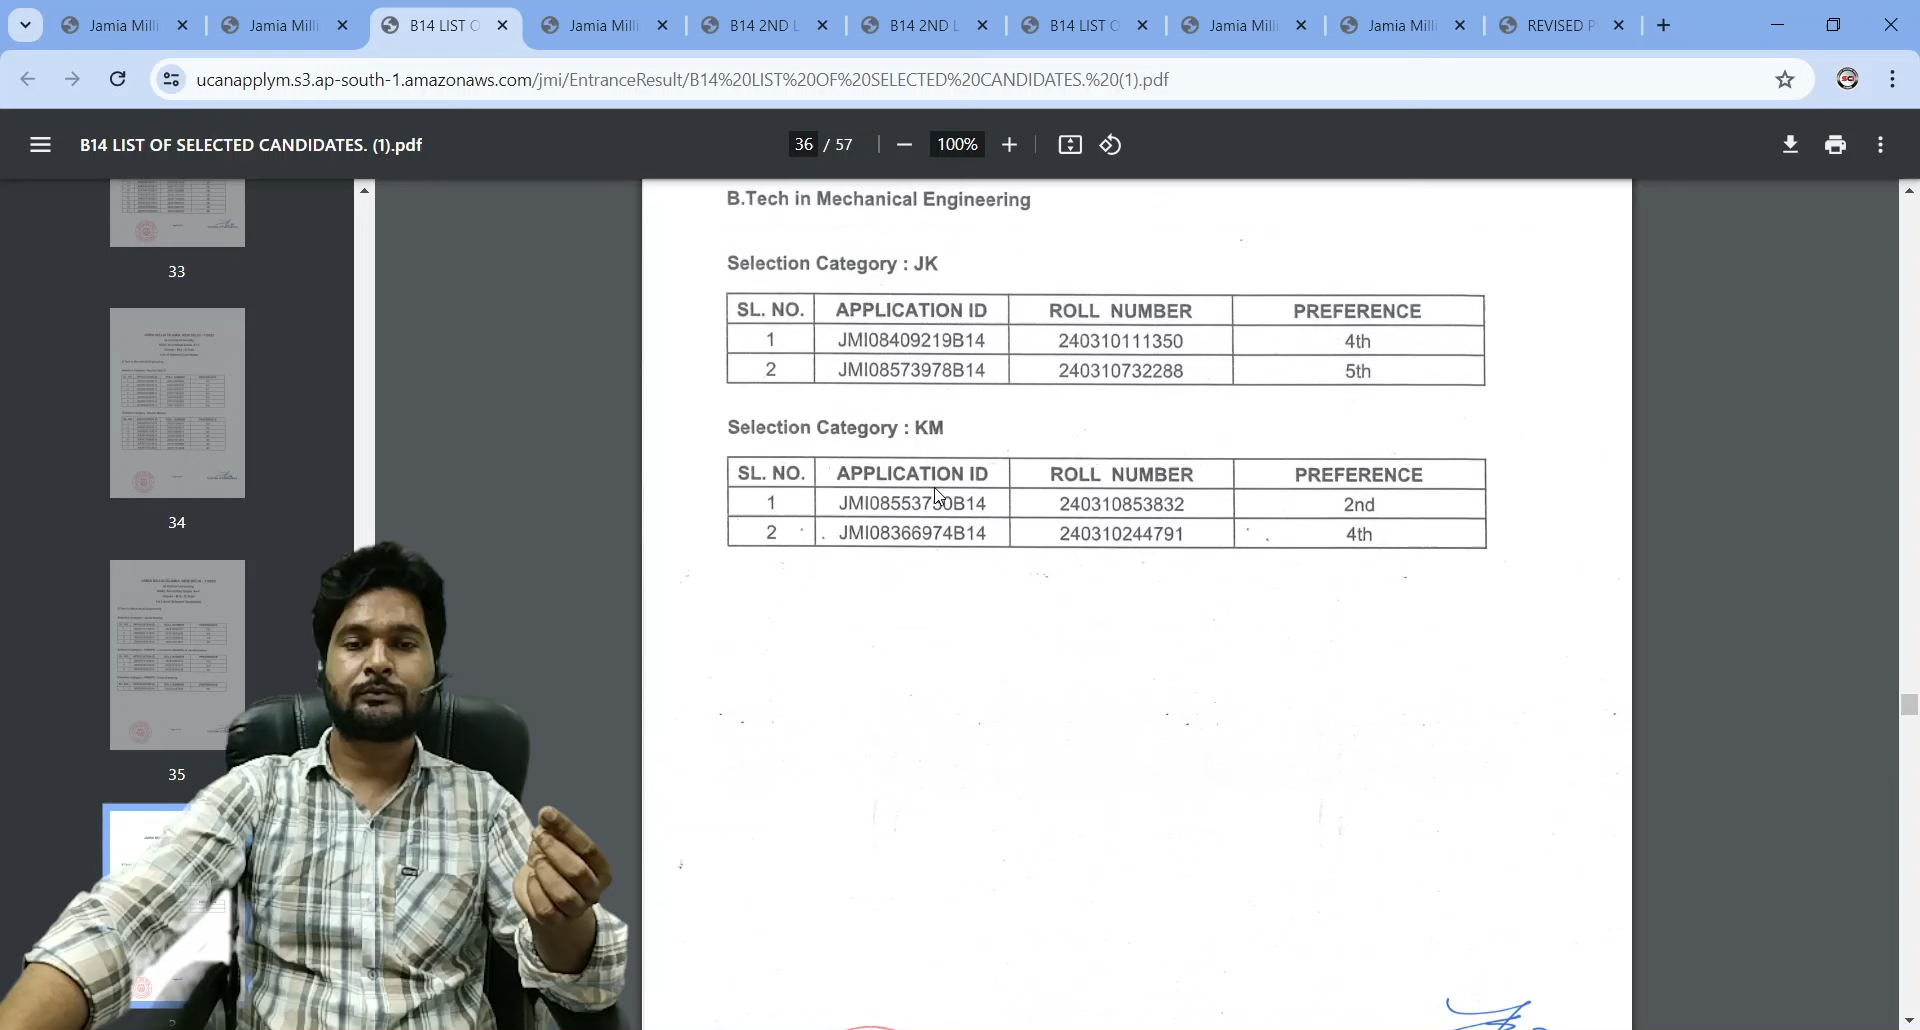 Jamia Milli
Jamia Milli
B14 LIST O
Jamia Milli
B14 2ND L
B14 2ND L
B14 LIST O
Jamia Milli
Jamia Milli
REVISED P
ucanapplym.s3.ap-south-1.amazonaws.com/jmi/EntranceResult/B14%20LIST%20OF%20SELECTED%20CANDIDATES.%20(1).pdf
B14 LIST OF SELECTED CANDIDATES. (1).pdf
36 / 57
100%
33
34
35
B.Tech in Mechanical Engineering
Selection Category : JK
SL. NO. APPLICATION ID ROLL NUMBER PREFERENCE
1 JMI08409219B14 240310111350 4th
2 JMI08573978B14 240310732288 5th
Selection Category : KM
SL. NO. APPLICATION ID ROLL NUMBER PREFERENCE
1 240310853832 2nd
2 JMI08366974B14 240310244791 4th